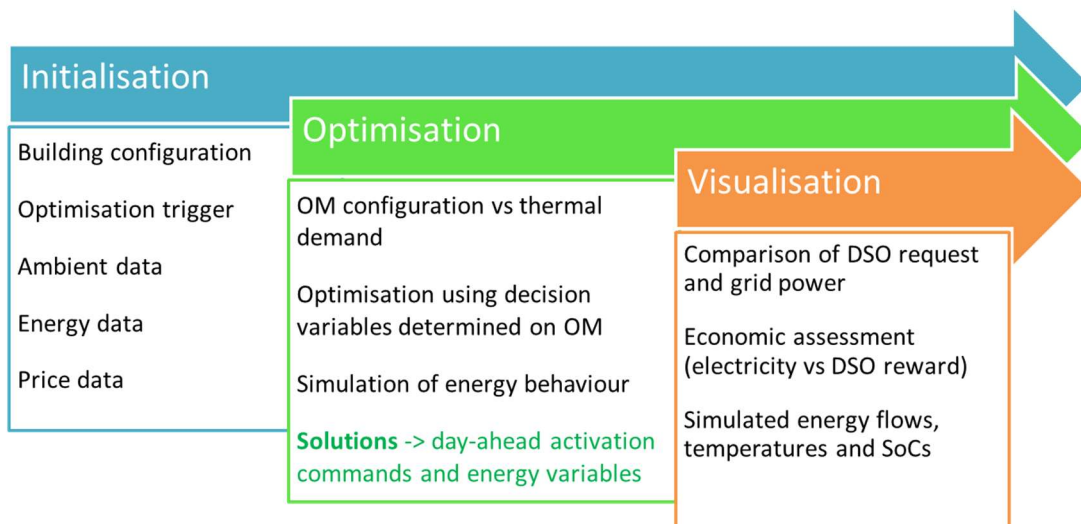 Initialisation
Building configuration
Optimisation trigger
Ambient data
Energy data
Price data
Optimisation
OM configuration vs thermal
demand
Optimisation using decision
variables determined on OM
Simulation of energy behaviour
Solutions -> day-ahead activation
commands and energy variables
Visualisation
Comparison of DSO request
and grid power
Economic assessment
(electricity vs DSO reward)
Simulated energy flows,
temperatures and SoCs